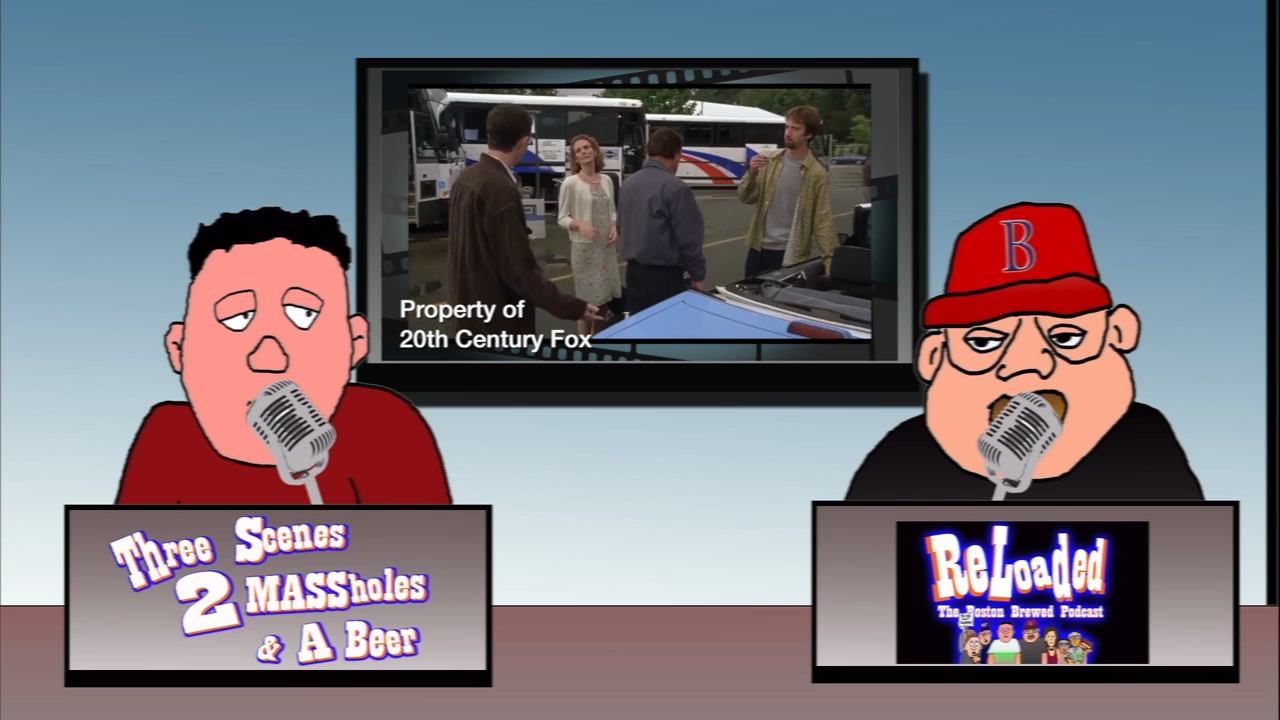 Property of
20th Century Fox
B
Three Scenes
2 MASSholes
& A Beer
ReLoaded
The Boston Brewed Podcast